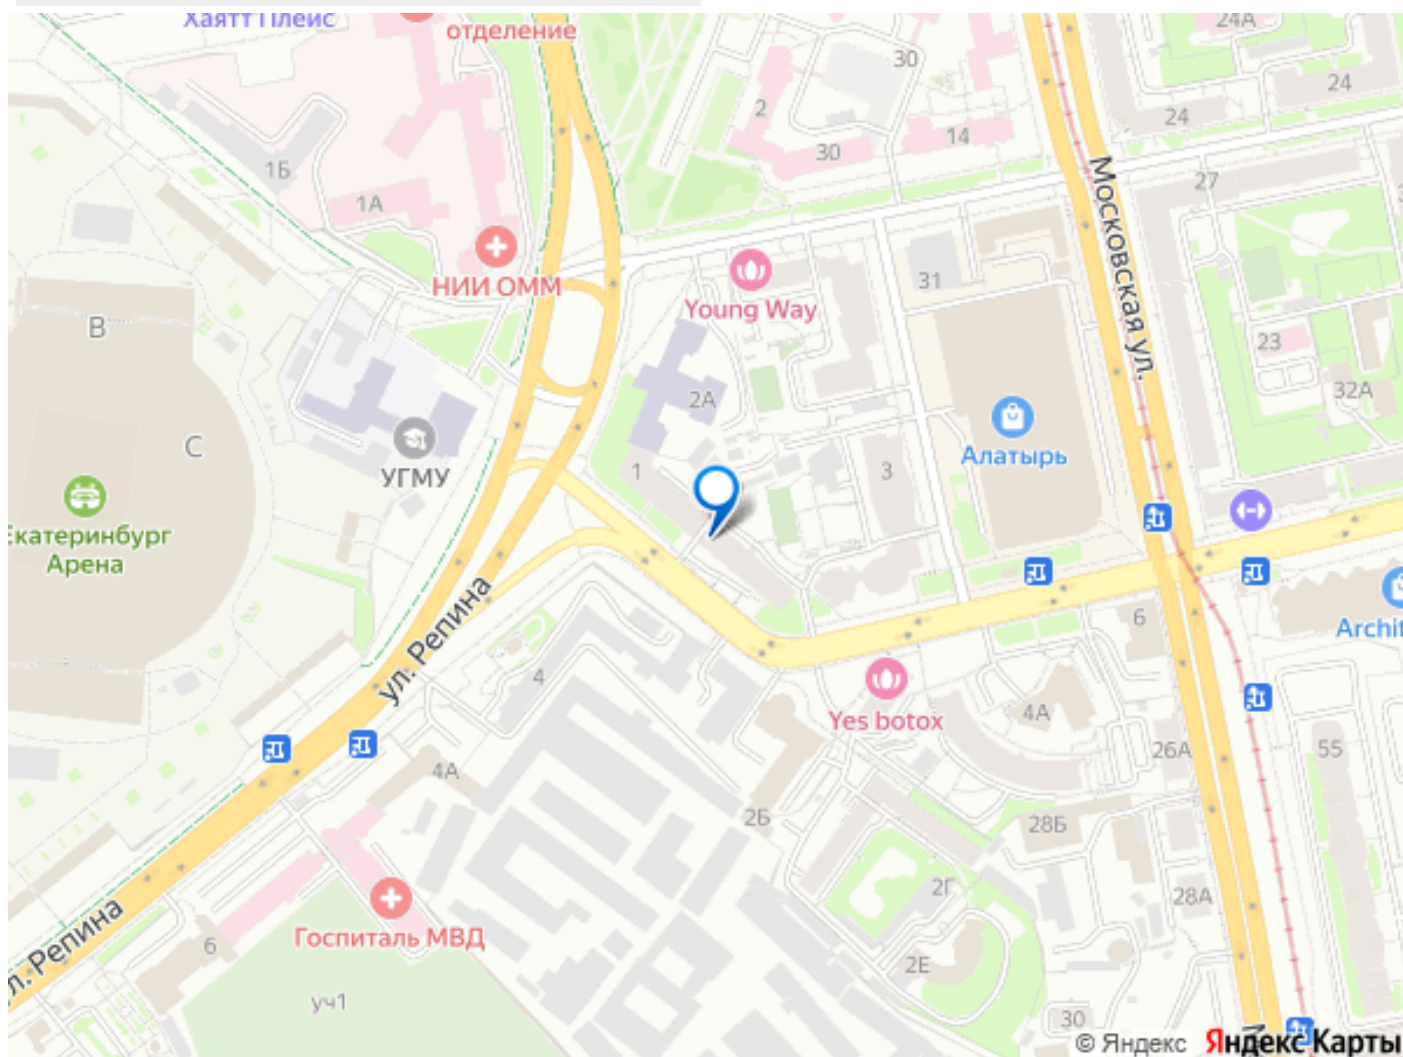 Хаятт Плейс
отделение
24А
30
24
2
24
14
30
1Б
27
1А
Московская ул.
НИИ ОММ
Young Way
31
В
23
32А
2А
С
Алатырь
УГМУ
1
3
Екатеринбург
Арена
ул. Репина
6
Archit
4
Yes botox
4А
26А
55
4А
2Б
28Б
2Г
28А
ул. Репина
Госпиталь МВД
6
2Е
уч1
30
© Яндекс Яндекс Карты